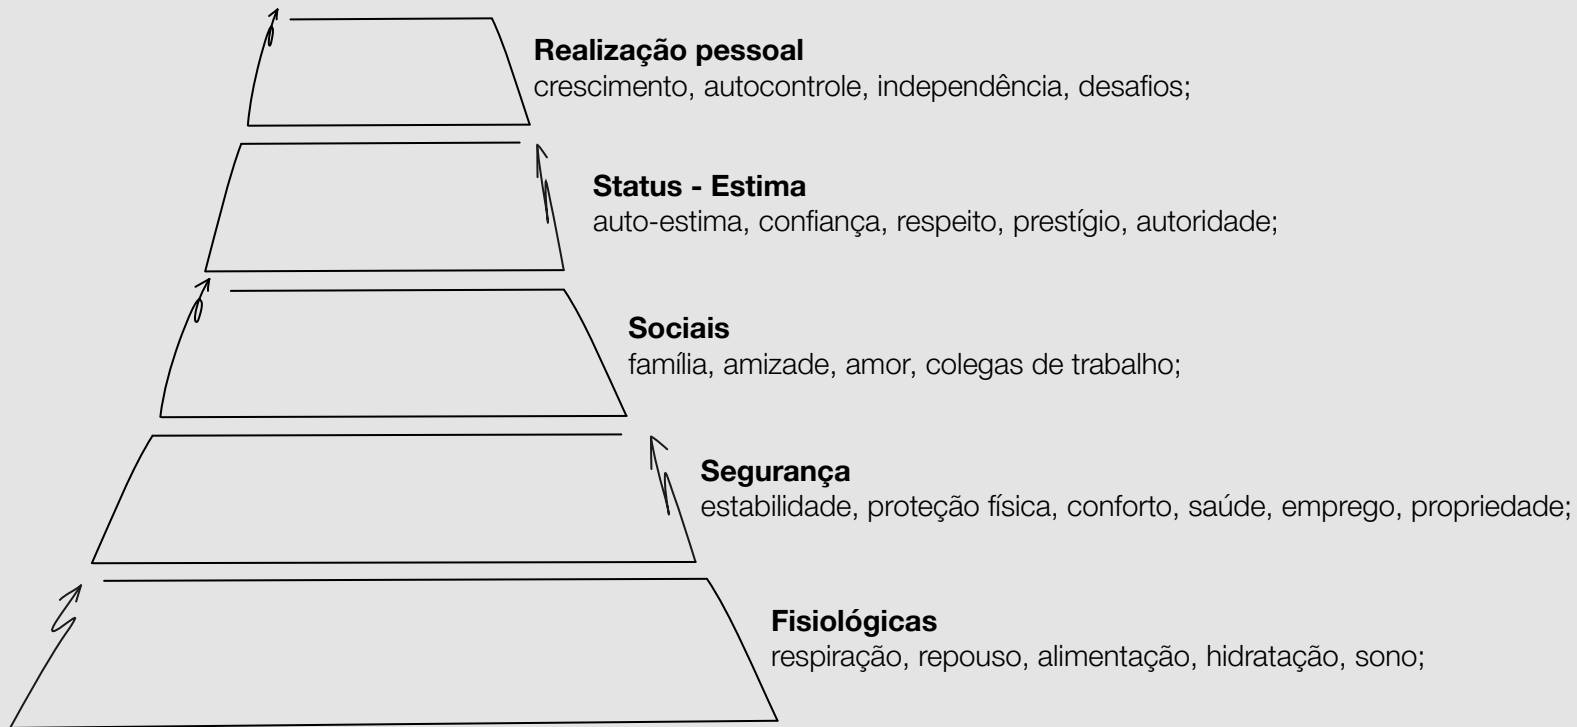 Realização pessoal
crescimento, autocontrole, independência, desafios;
Status - Estima
auto-estima, confiança, respeito, prestígio, autoridade;
Sociais
família, amizade, amor, colegas de trabalho;
Segurança
estabilidade, proteção física, conforto, saúde, emprego, propriedade;
Fisiológicas
respiração, repouso, alimentação, hidratação, sono;